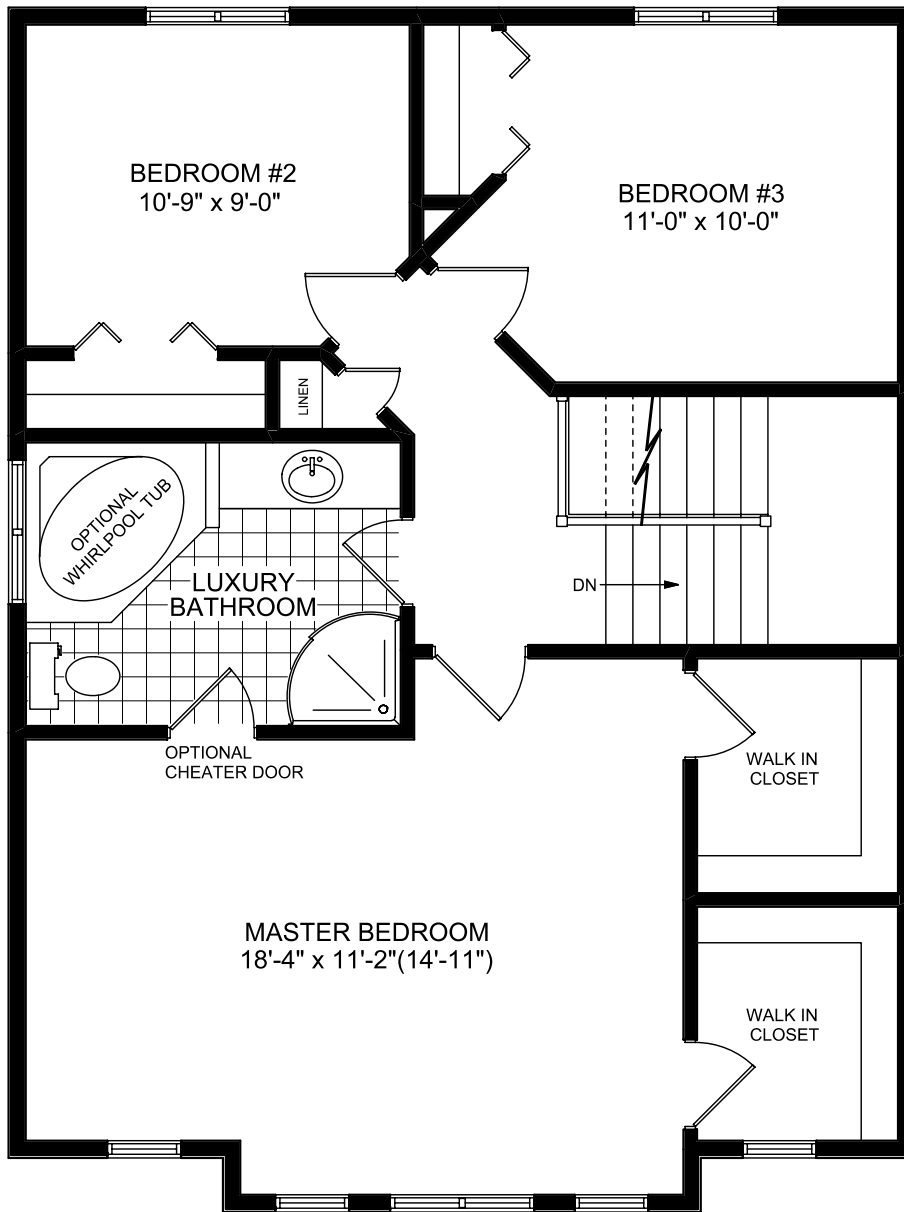 BEDROOM #2
10'-9" x 9'-0"
BEDROOM #3
11'-0" x 10'-0"
LINEN
OPTIONAL
WHIRLPOOL TUB
LUXURY
BATHROOM
DN
OPTIONAL
CHEATER DOOR
WALK IN
CLOSET
MASTER BEDROOM
18'-4" x 11'-2"(14'-11")
WALK IN
CLOSET